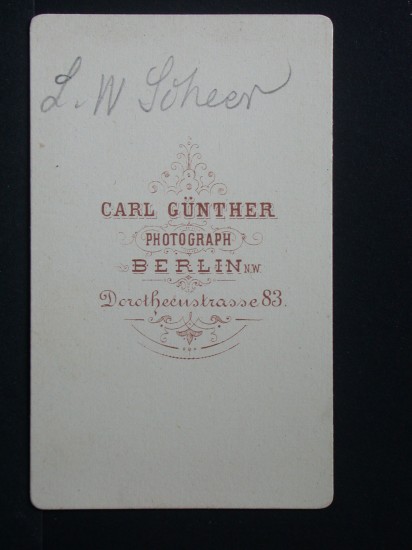 L. W Scheer
CARL GÜNTHER
PHOTOGRAPH
BERLIN N.W.
Dorotheenstrasse 83.